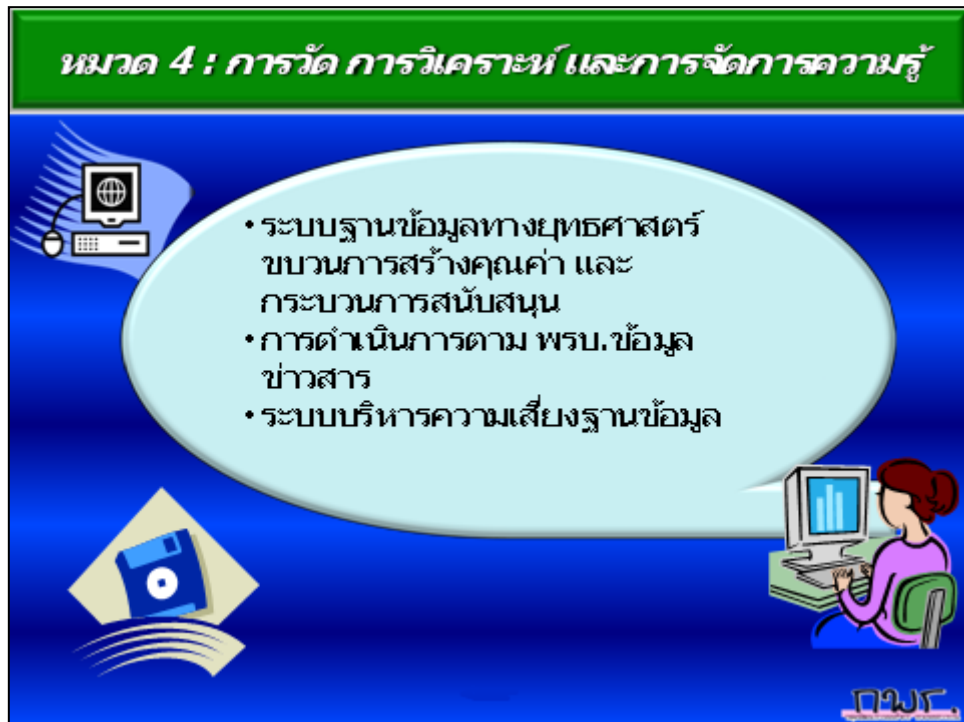 หมวด 4 : การวัด การวิเคราะห์ และการจัดการความรู้
• ระบบฐานข้อมูลทางยุทธศาสตร์
ขบวนการสร้างคุณค่า และ
กระบวนการสนับสนุน
• การดำเนินการตาม พรบ.ข้อมูล
ข่าวสาร
• ระบบบริหารความเสี่ยงฐานข้อมูล
กพร.